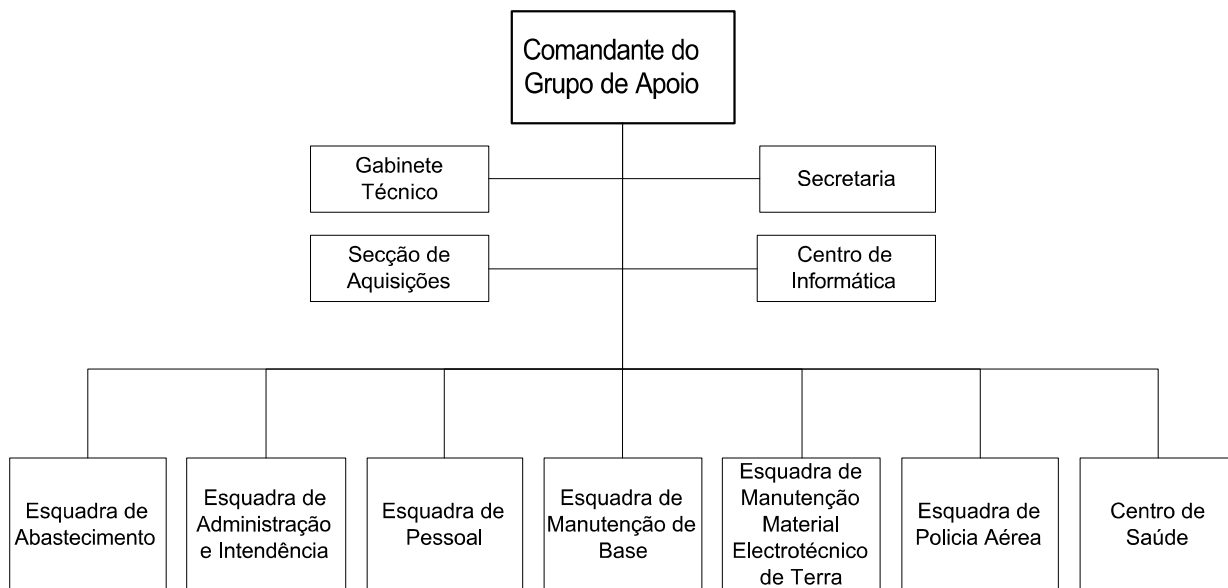 Comandante do
Grupo de Apoio
Gabinete
Técnico
Secretaria
Secção de
Aquisições
Centro de
Informática
Esquadra de
Abastecimento
Esquadra de
Administração
e Intendência
Esquadra de
Pessoal
Esquadra de
Manutenção de
Base
Esquadra de
Manutenção
Material
Electrotécnico
de Terra
Esquadra de
Policia Aérea
Centro de
Saúde